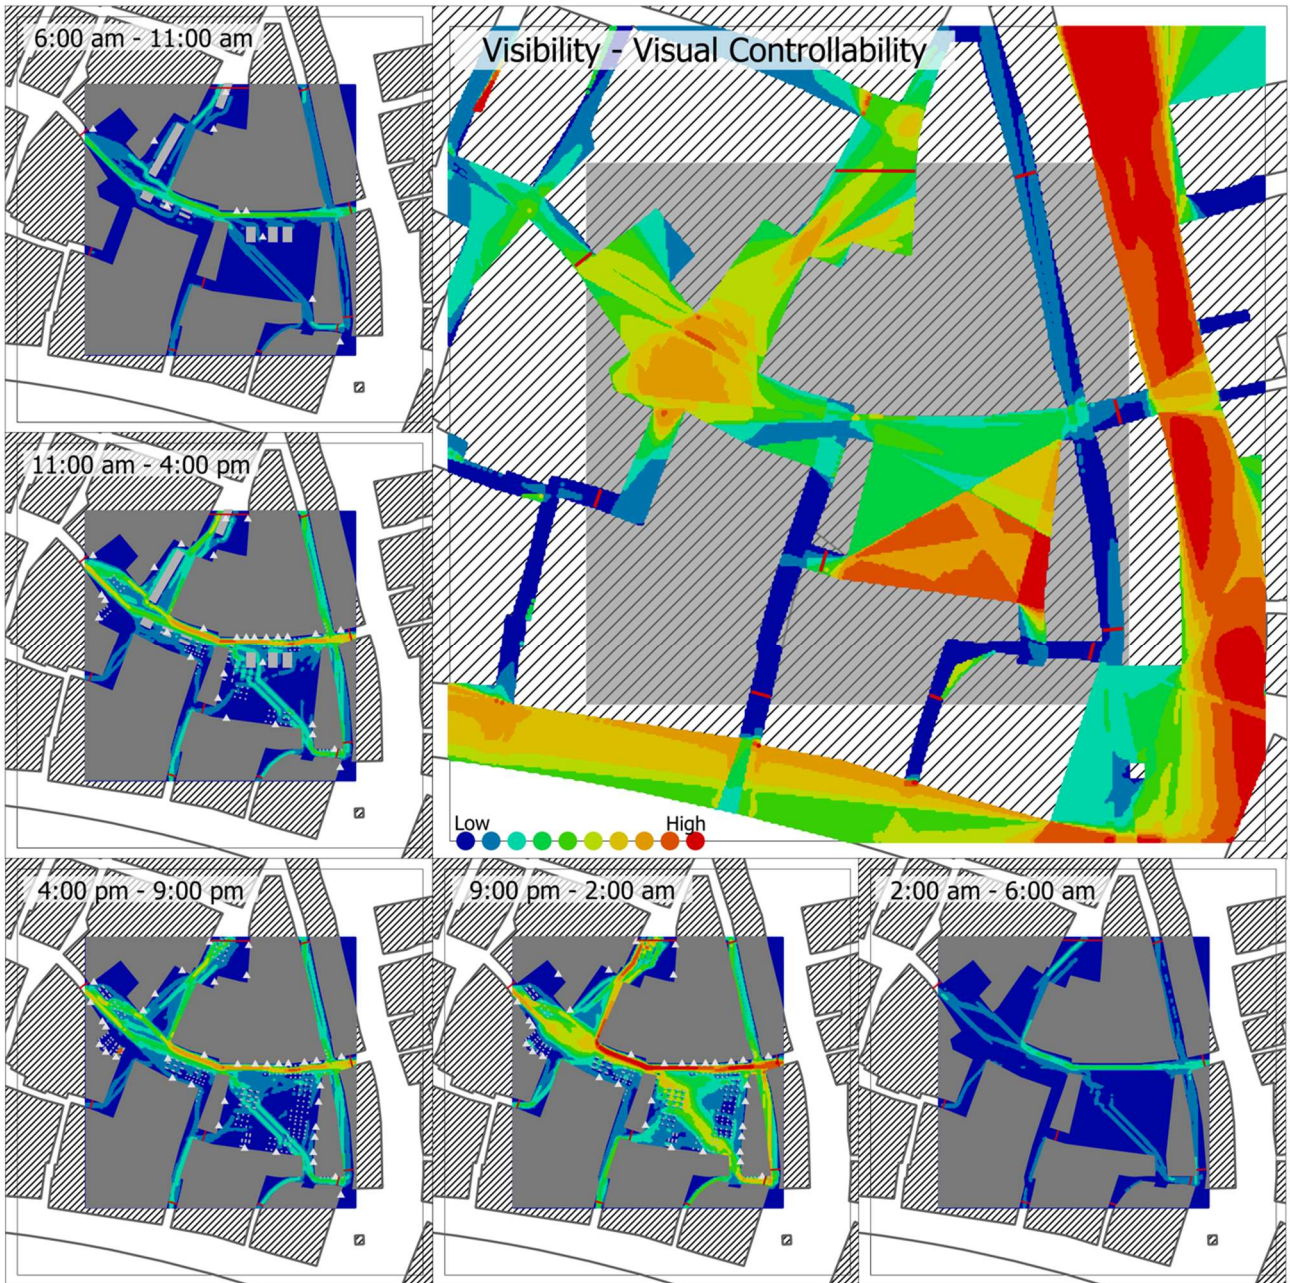 6:00 am - 11:00 am
Visibility - Visual Controllability
11:00 am - 4:00 pm
Low
High
4:00 pm - 9:00 pm
9:00 pm - 2:00 am
2:00 am - 6:00 am